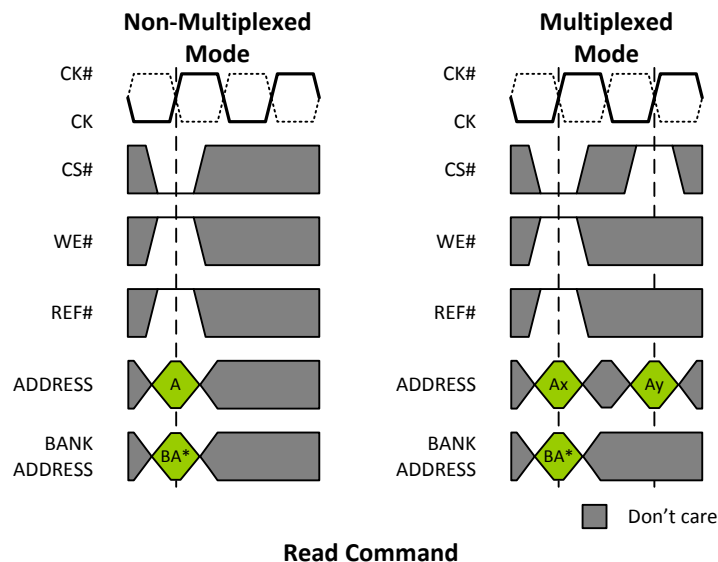 Non-Multiplexed
Mode
Multiplexed
Mode
CK#
CK
CS#
WE#
REF#
ADDRESS
A
BANK
ADDRESS
BA*
CK#
CK
CS#
WE#
REF#
ADDRESS
Ax
Ay
BANK
ADDRESS
BA*
Don't care
Read Command